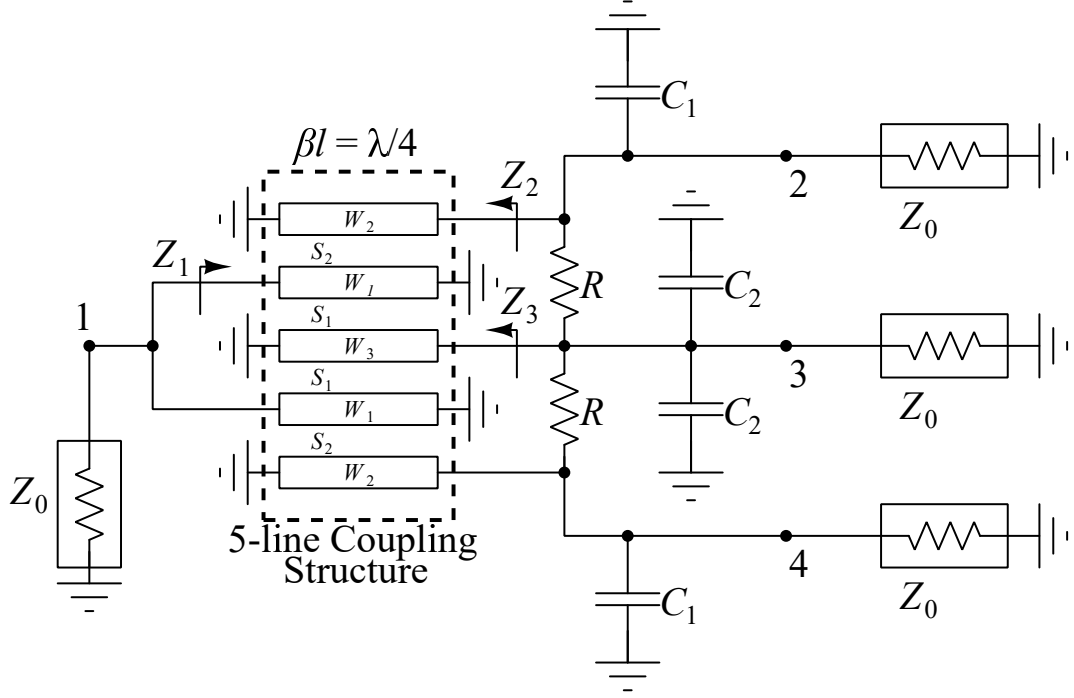 C₁
βl = λ/4
Z₂
2
Z₀
W₂
S₂
Z₁
W₁
R
C₂
S₁
Z₃
1
W₃
3
Z₀
S₁
W₁
R
C₂
S₂
W₂
Z₀
5-line Coupling
Structure
4
C₁
Z₀